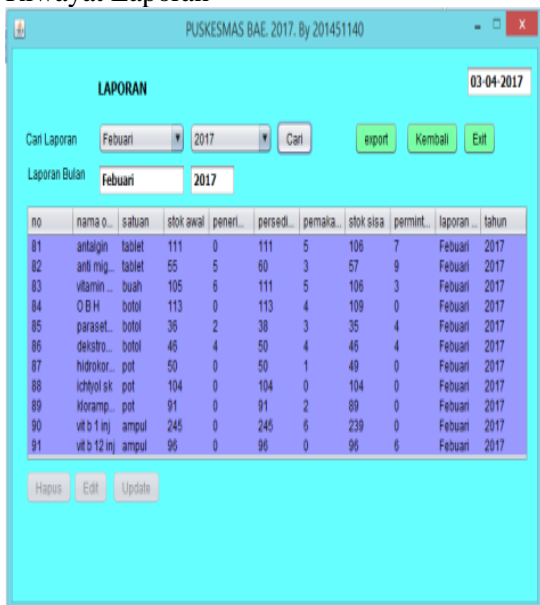 PUSKESMAS BAE. 2017. By 201451140
LAPORAN
03-04-2017
Cari Laporan Febuari 2017 Cari export Kembali Exit
Laporan Bulan Febuari 2017
no nama o... satuan stok awal peneri... persedi... pemaka... stok sisa permint... laporan ... tahun
81 antalgin tablet 111 0 111 5 106 7 Febuari 2017
82 anti mig... tablet 55 5 60 3 57 9 Febuari 2017
83 vitamin ... buah 105 6 111 5 106 3 Febuari 2017
84 O B H botol 113 0 113 4 109 0 Febuari 2017
85 paraset... botol 36 2 38 3 35 4 Febuari 2017
86 dekstro... botol 46 4 50 4 46 4 Febuari 2017
87 hidrokor... pot 50 0 50 1 49 0 Febuari 2017
88 ichtyol sk pot 104 0 104 0 104 0 Febuari 2017
89 kloramp... pot 91 0 91 2 89 0 Febuari 2017
90 vit b 1 inj ampul 245 0 245 6 239 0 Febuari 2017
91 vit b 12 inj ampul 96 0 96 0 96 6 Febuari 2017
Hapus Edit Update